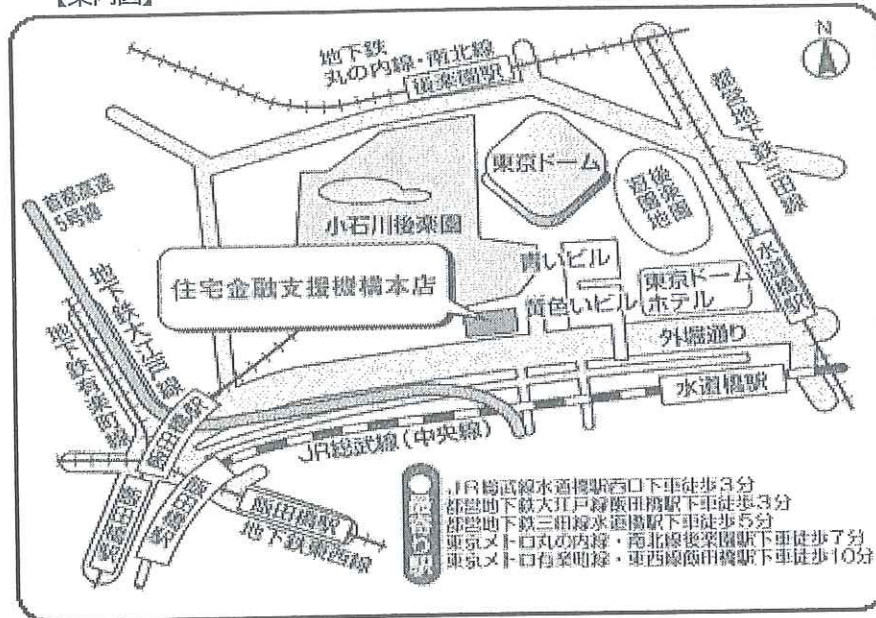 【案内図】
N
地下鉄
丸の内線・南北線
後楽園駅
都営地下鉄三田線
東京ドーム
後楽
園遊
地
首都高速
5号線
小石川後楽園
青いビル
住宅金融支援機構本店
黄色いビル
東京ドーム
ホテル
水道橋駅
外堀通り
地下鉄大江戸線
地下鉄有楽町線
飯田橋駅
水道橋駅
JR総武線(中央線)
飯田橋駅
飯田橋駅
飯田橋駅
地下鉄東西線
最寄り駅
JR総武線水道橋駅西口下車徒歩3分
都営地下鉄大江戸線飯田橋駅下車徒歩3分
都営地下鉄三田線水道橋駅下車徒歩5分
東京メトロ丸の内線・南北線後楽園駅下車徒歩7分
東京メトロ有楽町線・東西線飯田橋駅下車徒歩10分